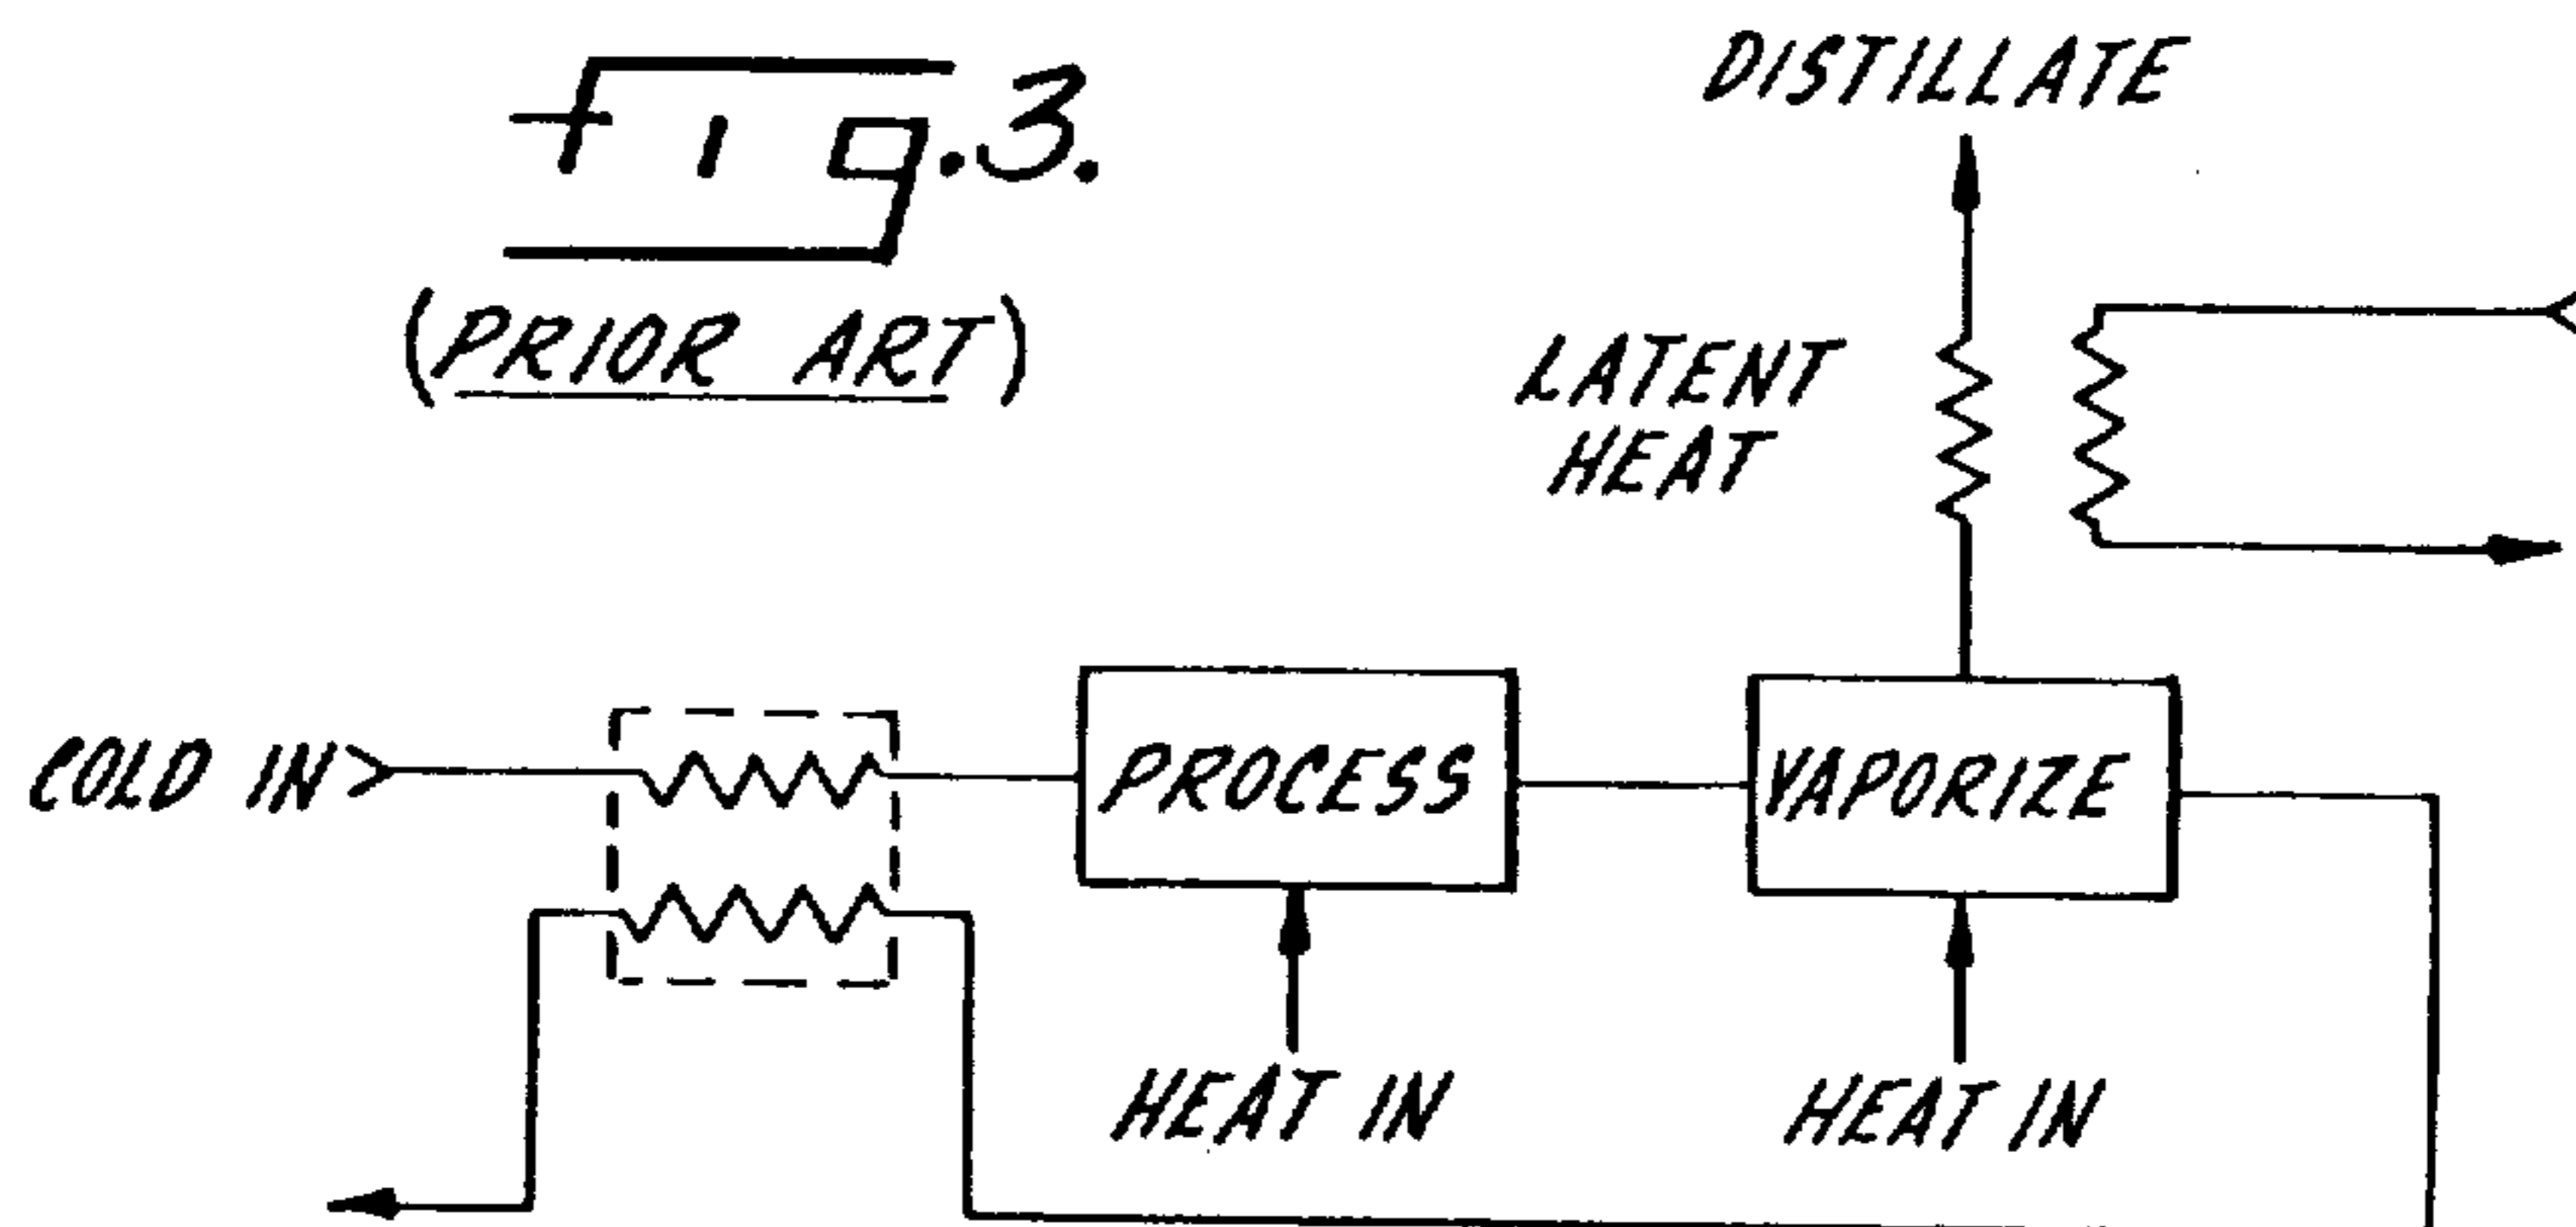 Fig. 3.
(PRIOR ART)
DISTILLATE
LATENT
HEAT
COLD IN
PROCESS
VAPORIZE
HEAT IN
HEAT IN